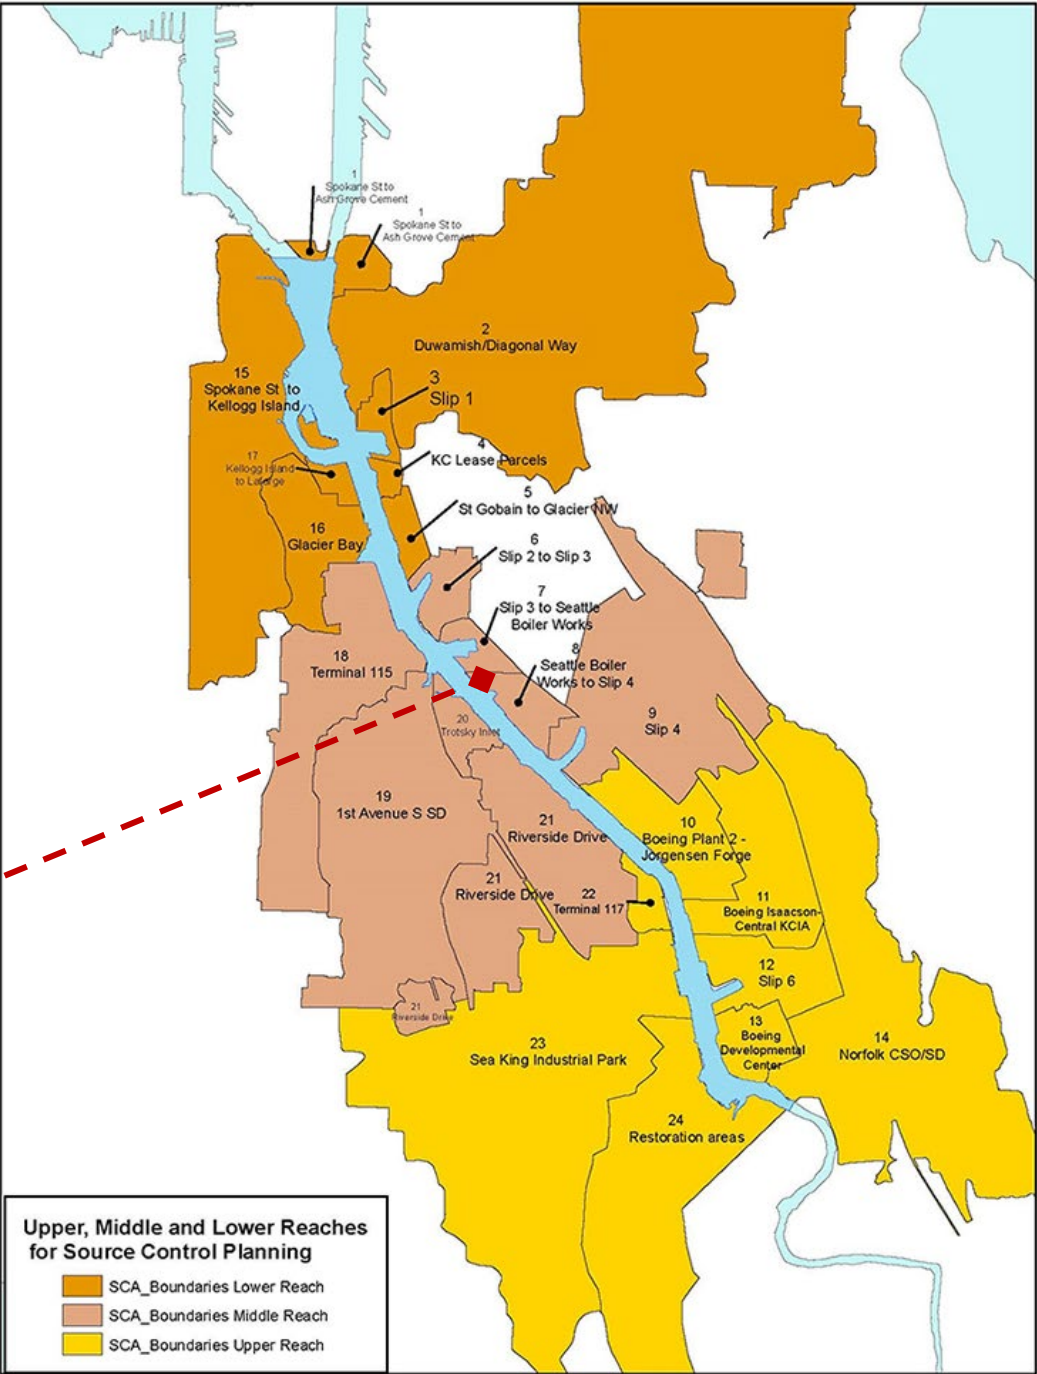 1
Spokane St to
Ash Grove Cement
1
Spokane St to
Ash Grove Cement
2
Duwamish/Diagonal Way
15
Spokane St to
Kellogg Island
3
Slip 1
4
KC Lease Parcels
17
Kellogg Island
to Lafarge
5
St Gobain to Glacier NW
16
Glacier Bay
6
Slip 2 to Slip 3
7
Slip 3 to Seattle
Boiler Works
8
Seattle Boiler
Works to Slip 4
18
Terminal 115
9
Slip 4
20
Trotsky Inlet
19
1st Avenue S SD
21
Riverside Drive
10
Boeing Plant 2 -
Jorgensen Forge
21
Riverside Drive
22
Terminal 117
11
Boeing Isaacson-
Central KCIA
12
Slip 6
21
Riverside Drive
13
Boeing
Developmental
Center
14
Norfolk CSO/SD
23
Sea King Industrial Park
24
Restoration areas
Upper, Middle and Lower Reaches
for Source Control Planning
SCA_Boundaries Lower Reach
SCA_Boundaries Middle Reach
SCA_Boundaries Upper Reach